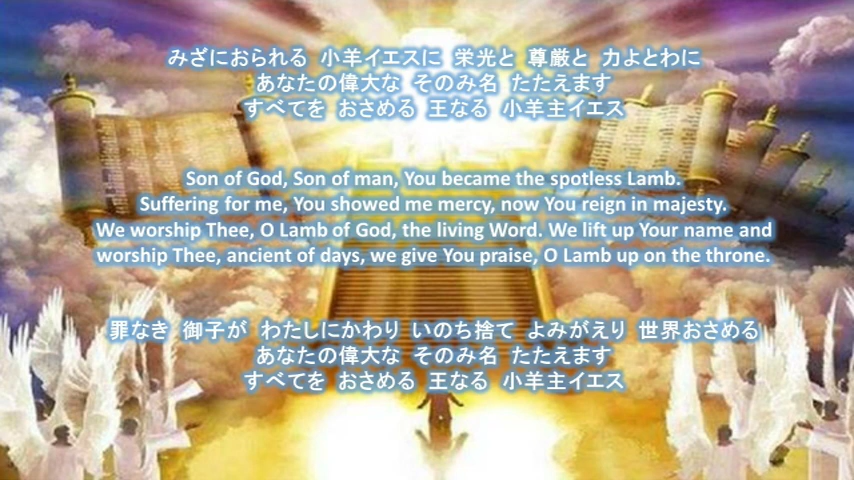 みざにおられる 小羊イエスに 栄光と 尊厳と 力よとわに
あなたの偉大な そのみ名 たたえます
すべてを おさめる 王なる 小羊主イエス
Son of God, Son of man, You became the spotless Lamb.
Suffering for me, You showed me mercy, now You reign in majesty.
We worship Thee, O Lamb of God, the living Word. We lift up Your name and
worship Thee, ancient of days, we give You praise, O Lamb up on the throne.
罪なき 御子が わたしにかわり いのち捨て よみがえり 世界おさめる
あなたの偉大な そのみ名 たたえます
すべてを おさめる 王なる 小羊主イエス